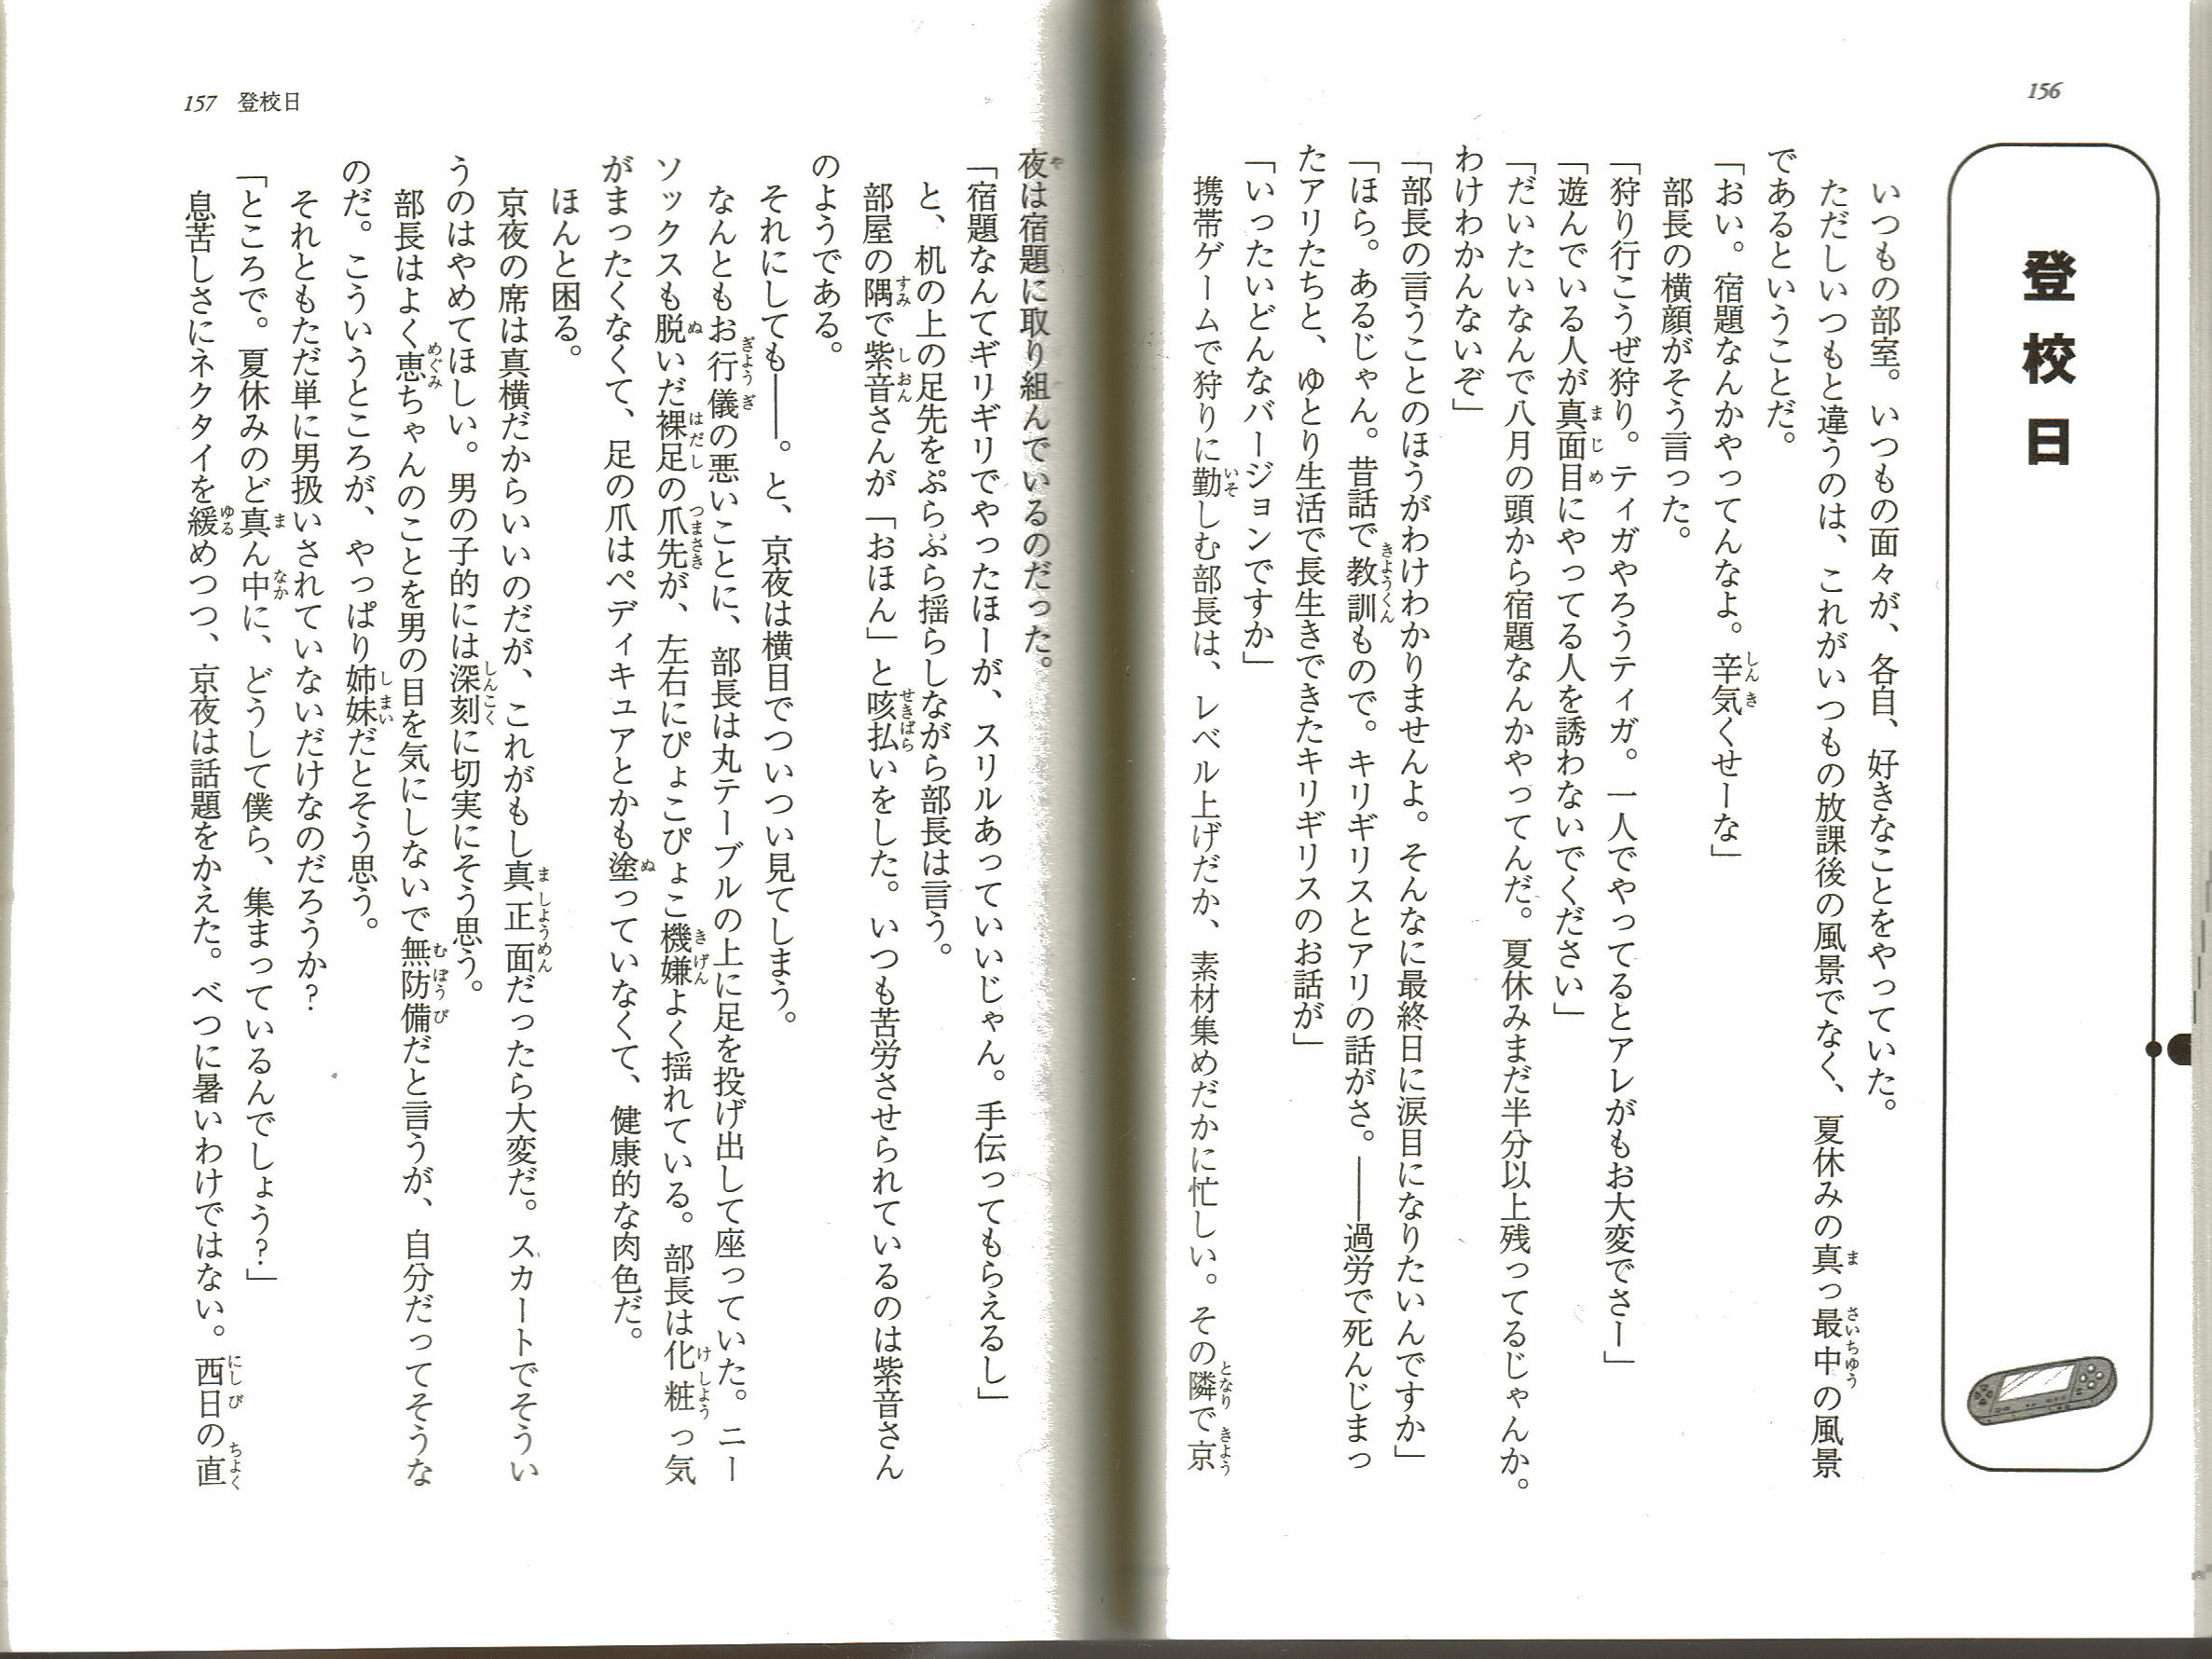 156
登校日
いつもの部室。いつもの面々が、各自、好きなことをやっていた。
ただしいつもと違うのは、これがいつもの放課後の風景でなく、夏休みの真っ最中の風景
であるということだ。
「おい。宿題なんかやってんなよ。辛気くせーな」
部長の横顔がそう言った。
「狩り行こうぜ狩り。ティガやろうティガ。一人でやってるとアレがもお大変でさー」
「遊んでいる人が真面目にやってる人を誘わないでください」
「だいたいなんで八月の頭から宿題なんかやってんだ。夏休みまだ半分以上残ってるじゃんか。
わけわかんないぞ」
「部長の言うことのほうがわけわかりませんよ。そんなに最終日に涙目になりたいんですか」
「ほら。あるじゃん。昔話で教訓もので。キリギリスとアリの話がさ。――過労で死んじまっ
たアリたちと、ゆとり生活で長生きできたキリギリスのお話が」
「いったいどんなバージョンですか」
携帯ゲームで狩りに勤しむ部長は、レベル上げだか、素材集めだかに忙しい。その隣で京
夜は宿題に取り組んでいるのだった。
「宿題なんてギリギリでやったほーが、スリルあっていいじゃん。手伝ってもらえるし」
と、机の上の足先をぷらぷら揺らしながら部長は言う。
部屋の隅で紫音さんが「おほん」と咳払いをした。いつも苦労させられているのは紫音さん
のようである。
それにしても――。と、京夜は横目でついつい見てしまう。
なんともお行儀の悪いことに、部長は丸テーブルの上に足を投げ出して座っていた。ニー
ソックスも脱いだ裸足の爪先が、左右にぴょこぴょこ機嫌よく揺れている。部長は化粧っ気
がまったくなくて、足の爪はペディキュアとかも塗っていなくて、健康的な肉色だ。
ほんと困る。
京夜の席は真横だからいいのだが、これがもし真正面だったら大変だ。スカートでそうい
うのはやめてほしい。男の子的には深刻に切実にそう思う。
部長はよく恵ちゃんのことを男の目を気にしないで無防備だと言うが、自分だってそうな
のだ。こういうところが、やっぱり姉妹だとそう思う。
それともただ単に男扱いされていないだけなのだろうか?
「ところで。夏休みのど真ん中に、どうして僕ら、集まっているんでしょう?」
息苦しさにネクタイを緩めつつ、京夜は話題をかえた。べつに暑いわけではない。西日の直
157 登校日